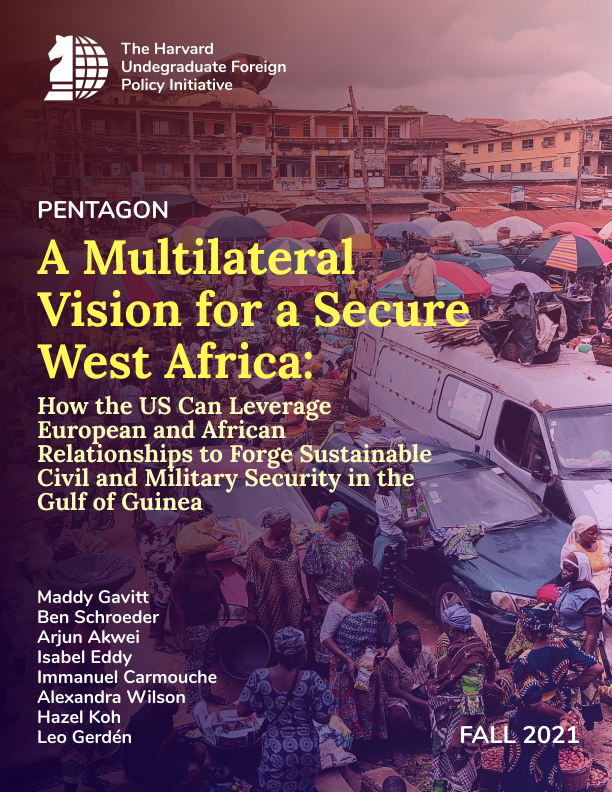 The Harvard
Undergraduate Foreign
Policy Initiative
PENTAGON
A Multilateral
Vision for a Secure
West Africa:
How the US Can Leverage
European and African
Relationships to Forge Sustainable
Civil and Military Security in the
Gulf of Guinea
Maddy Gavitt
Ben Schroeder
Arjun Akwei
Isabel Eddy
Immanuel Carmouche
Alexandra Wilson
Hazel Koh
Leo Gerdén
FALL 2021